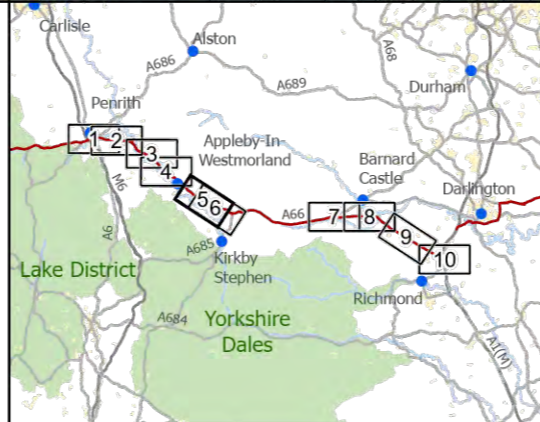 Carlisle
Alston
A686
A68
A689
Durham
Penrith
1 2
3
4
Appleby-In-
Westmorland
Barnard
Castle
Darlington
5
6
A66
7
8
9
10
M6
A6
A685
Kirkby
Stephen
Lake District
Richmond
A684
Yorkshire
Dales
A1(M)